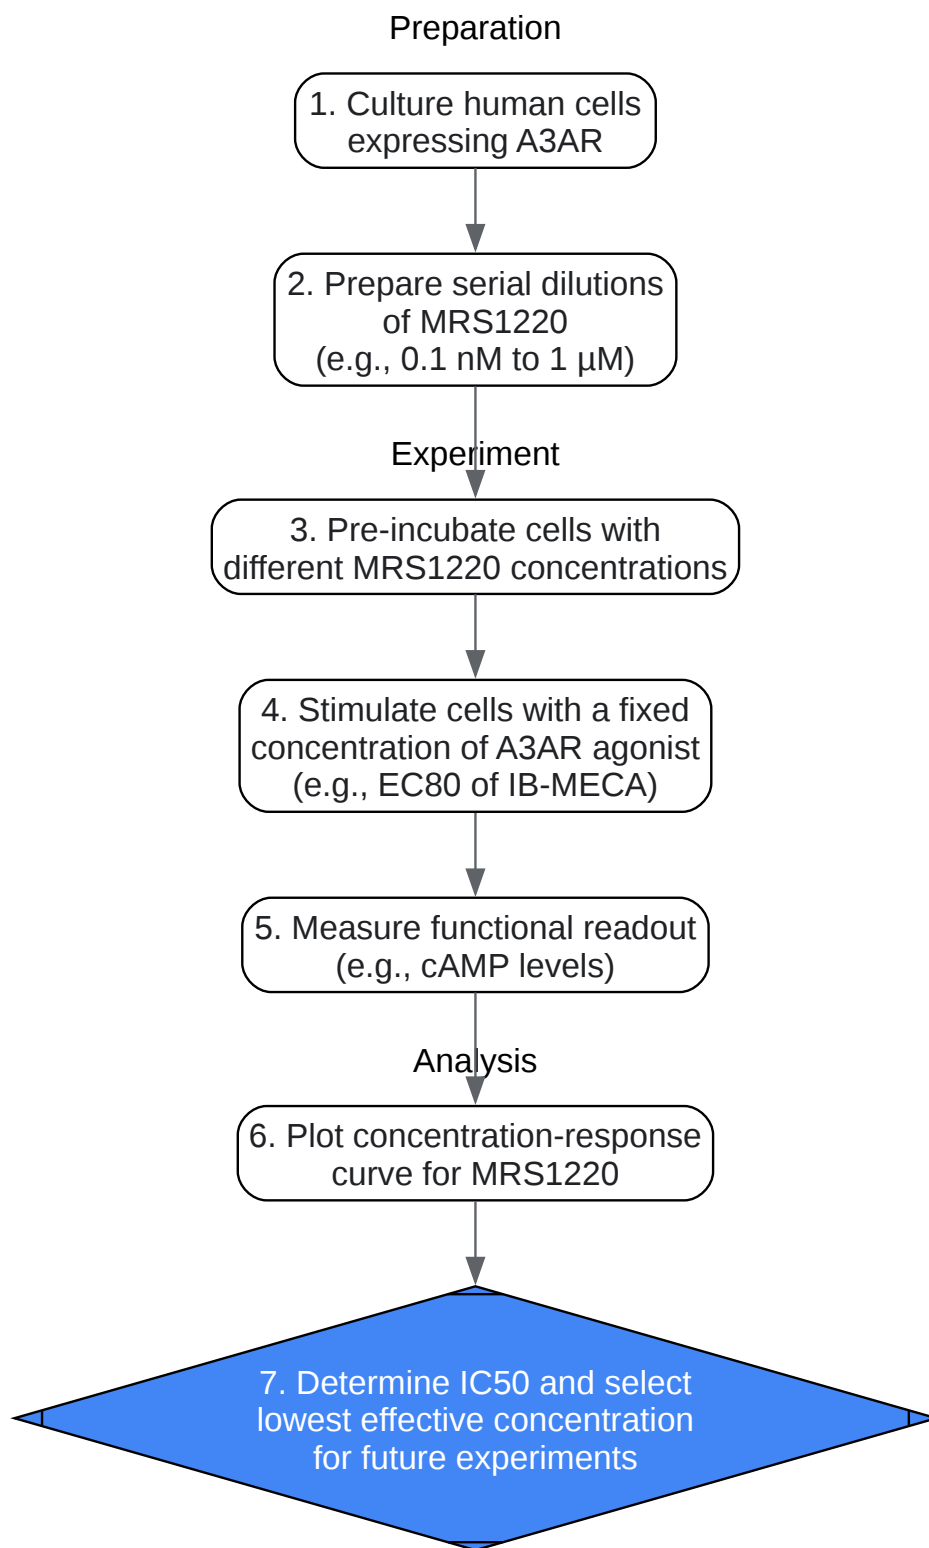 Preparation
1. Culture human cells
expressing A3AR
2. Prepare serial dilutions
of MRS1220
(e.g., 0.1 nM to 1 µM)
Experiment
3. Pre-incubate cells with
different MRS1220 concentrations
4. Stimulate cells with a fixed
concentration of A3AR agonist
(e.g., EC80 of IB-MECA)
5. Measure functional readout
(e.g., cAMP levels)
Analysis
6. Plot concentration-response
curve for MRS1220
7. Determine IC50 and select
lowest effective concentration
for future experiments